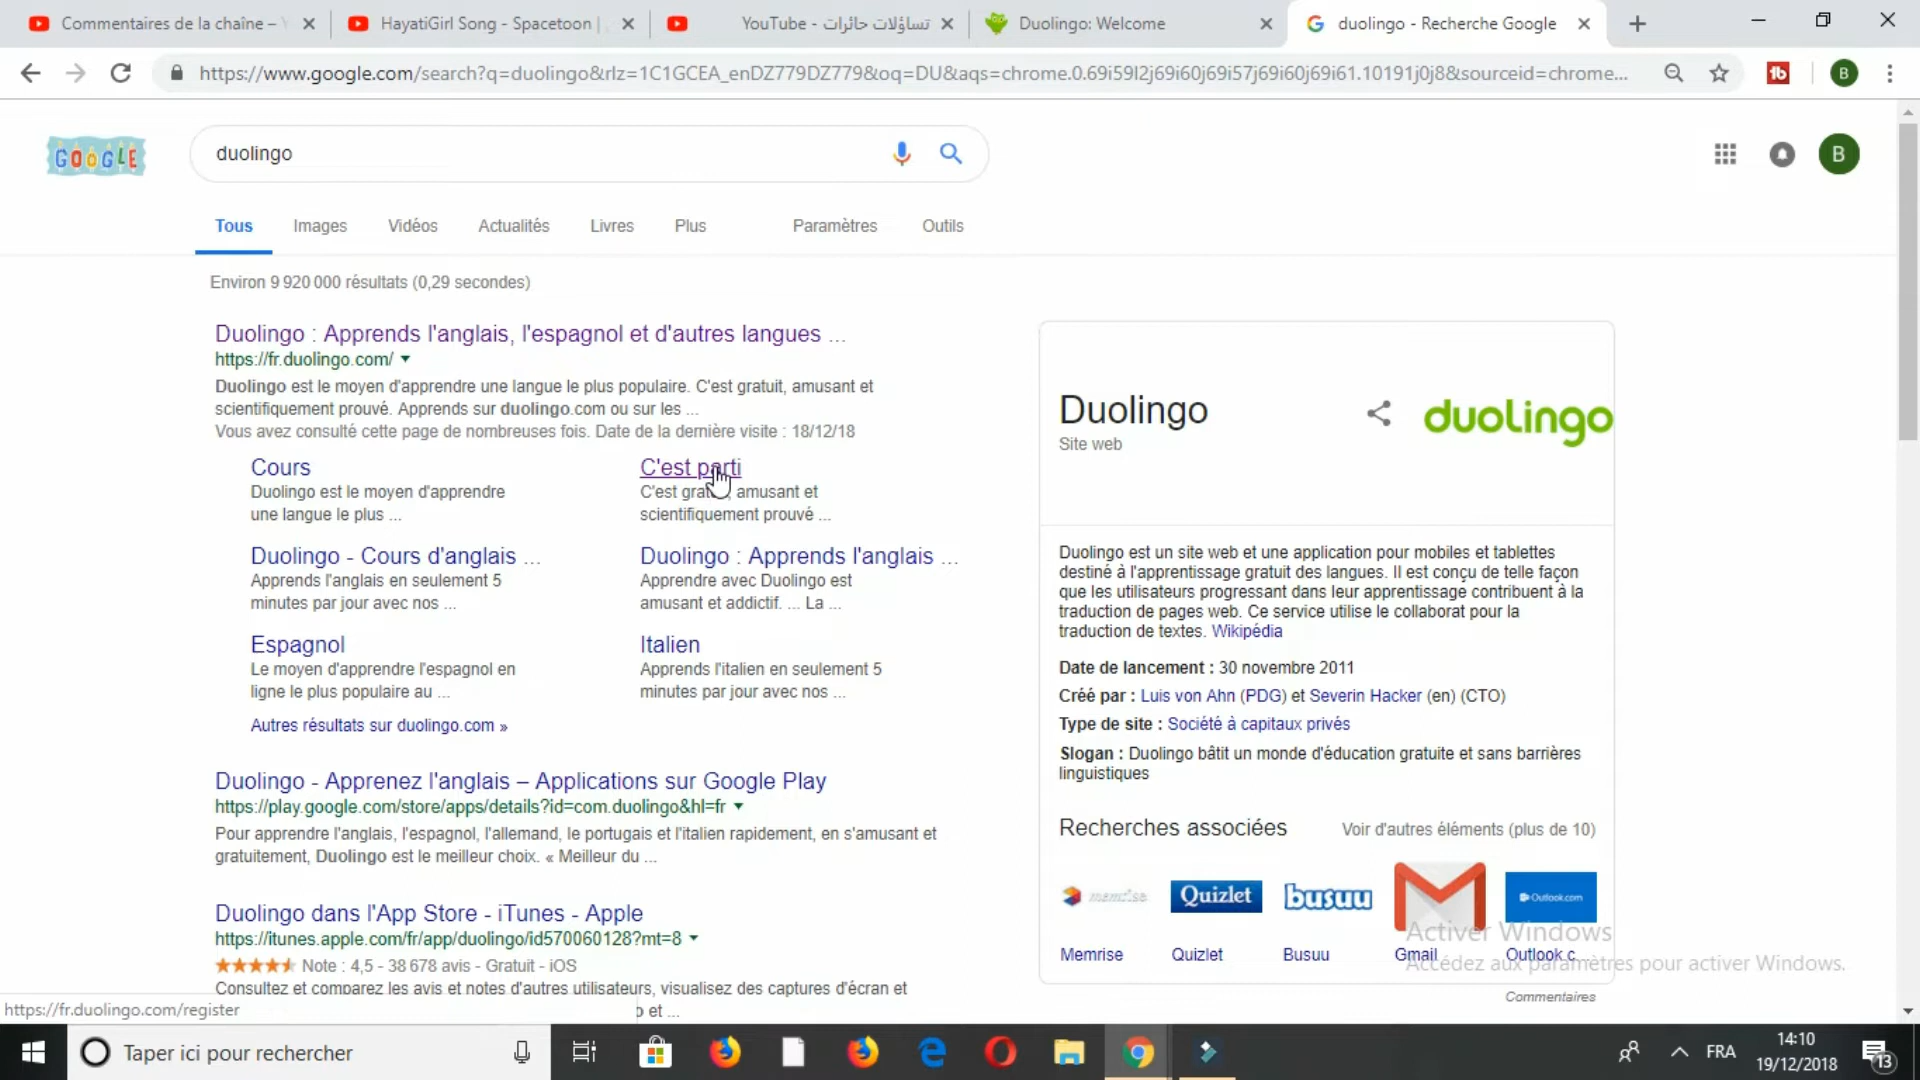 Commentaires de la chaîne –
HayatiGirl Song - Spacetoon |
تساؤلات حائرات - YouTube
Duolingo: Welcome
duolingo - Recherche Google
https://www.google.com/search?q=duolingo&rlz=1C1GCEA_enDZ779DZ779&oq=DU&aqs=chrome.0.69i59l2j69i60j69i57j69i60j69i61.10191j0j8&sourceid=chrome...
B
GOOGLE
duolingo
B
Tous Images Vidéos Actualités Livres Plus Paramètres Outils
Environ 9 920 000 résultats (0,29 secondes)
Duolingo : Apprends l'anglais, l'espagnol et d'autres langues ...
https://fr.duolingo.com/
Duolingo est le moyen d'apprendre une langue le plus populaire. C'est gratuit, amusant et
scientifiquement prouvé. Apprends sur duolingo.com ou sur les ...
Vous avez consulté cette page de nombreuses fois. Date de la dernière visite : 18/12/18
Cours
Duolingo est le moyen d'apprendre
une langue le plus ...
C'est parti
C'est amusant et
scientifiquement prouvé ...
Duolingo - Cours d'anglais ...
Apprends l'anglais en seulement 5
minutes par jour avec nos ...
Duolingo : Apprends l'anglais ...
Apprendre avec Duolingo est
amusant et addictif. ... La ...
Espagnol
Le moyen d'apprendre l'espagnol en
ligne le plus populaire au ...
Italien
Apprends l'italien en seulement 5
minutes par jour avec nos ...
Autres résultats sur duolingo.com »
Duolingo - Apprenez l'anglais – Applications sur Google Play
https://play.google.com/store/apps/details?id=com.duolingo&hl=fr
Pour apprendre l'anglais, l'espagnol, l'allemand, le portugais et l'italien rapidement, en s'amusant et
gratuitement, Duolingo est le meilleur choix. « Meilleur du ...
Duolingo dans l'App Store - iTunes - Apple
https://itunes.apple.com/fr/app/duolingo/id570060128?mt=8
Note : 4,5 - 38 678 avis - Gratuit - iOS
Consultez et comparez les avis et notes d'autres utilisateurs, visualisez des captures d'écran et
et ...
https://fr.duolingo.com/register
Duolingo
Site web
duolingo
Duolingo est un site web et une application pour mobiles et tablettes
destiné à l'apprentissage gratuit des langues. Il est conçu de telle façon
que les utilisateurs progressant dans leur apprentissage contribuent à la
traduction de pages web. Ce service utilise le collaborat pour la
traduction de textes. Wikipédia
Date de lancement : 30 novembre 2011
Créé par : Luis von Ahn (PDG) et Severin Hacker (en) (CTO)
Type de site : Société à capitaux privés
Slogan : Duolingo bâtit un monde d'éducation gratuite et sans barrières
linguistiques
Recherches associées Voir d'autres éléments (plus de 10)
memrise Quizlet busuu Outlook.com
Memrise Quizlet Busuu Gmail Outlook c...
Activer Windows
Accédez aux paramètres pour activer Windows.
Commentaires
Taper ici pour rechercher
FRA
14:10
19/12/2018
13